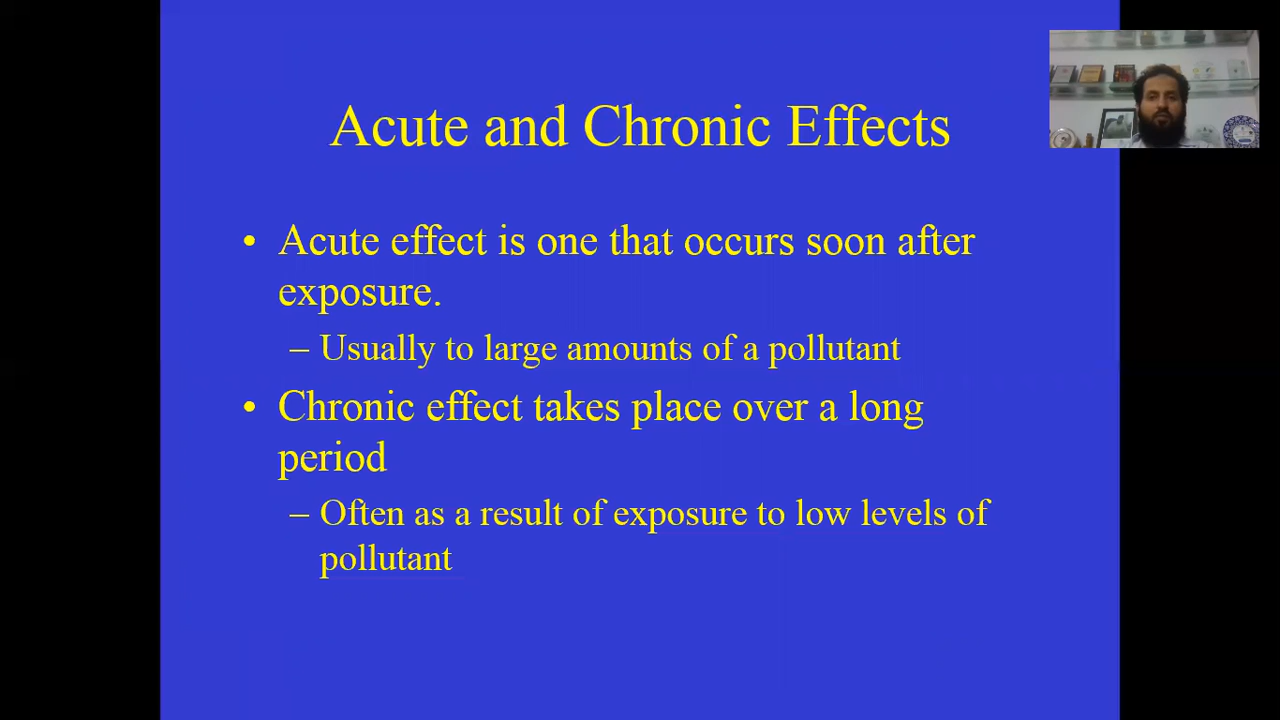 Acute and Chronic Effects
• Acute effect is one that occurs soon after
exposure.
– Usually to large amounts of a pollutant
• Chronic effect takes place over a long
period
– Often as a result of exposure to low levels of
pollutant